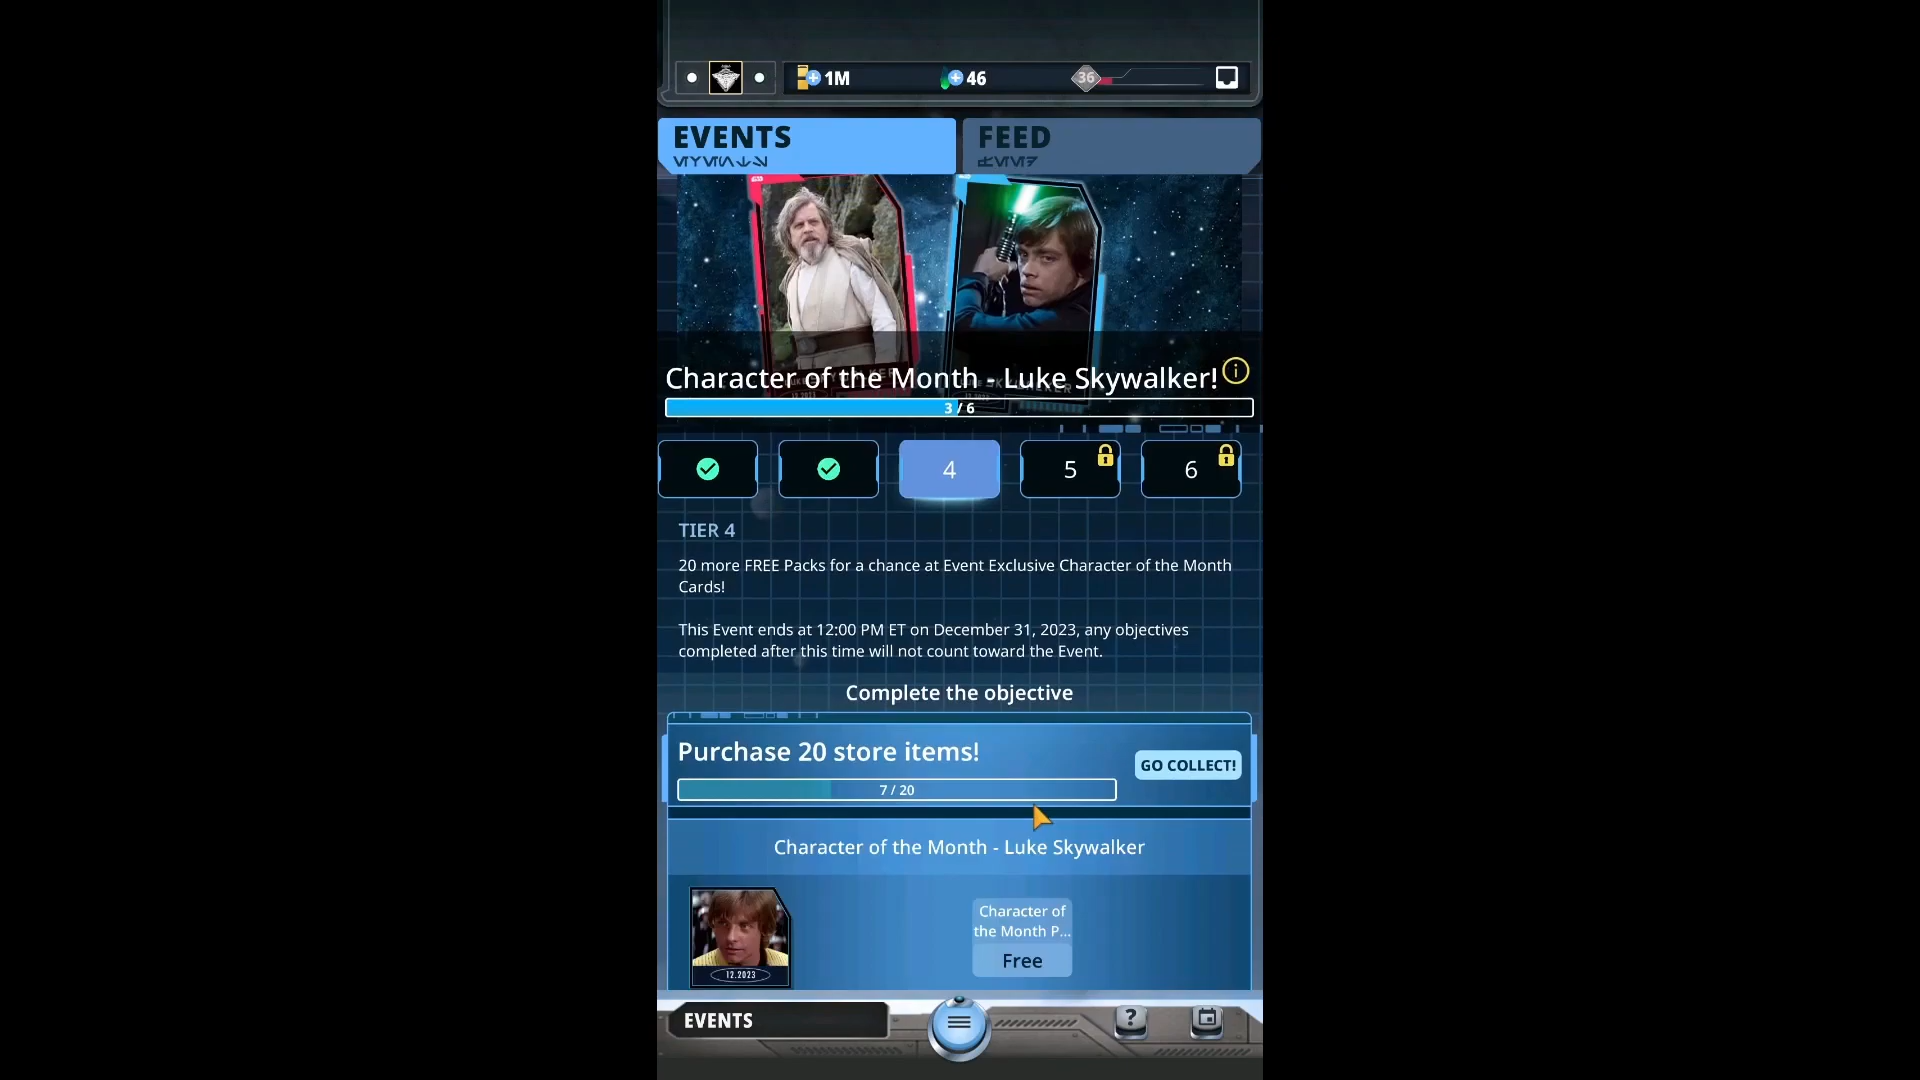 1M
46
36
EVENTS
FEED
Character of the Month - Luke Skywalker!
3 / 6
4
5
6
TIER 4
20 more FREE Packs for a chance at Event Exclusive Character of the Month
Cards!
This Event ends at 12:00 PM ET on December 31, 2023, any objectives
completed after this time will not count toward the Event.
Complete the objective
Purchase 20 store items!
GO COLLECT!
7 / 20
Character of the Month - Luke Skywalker
12.2023
Character of
the Month P...
Free
EVENTS
?